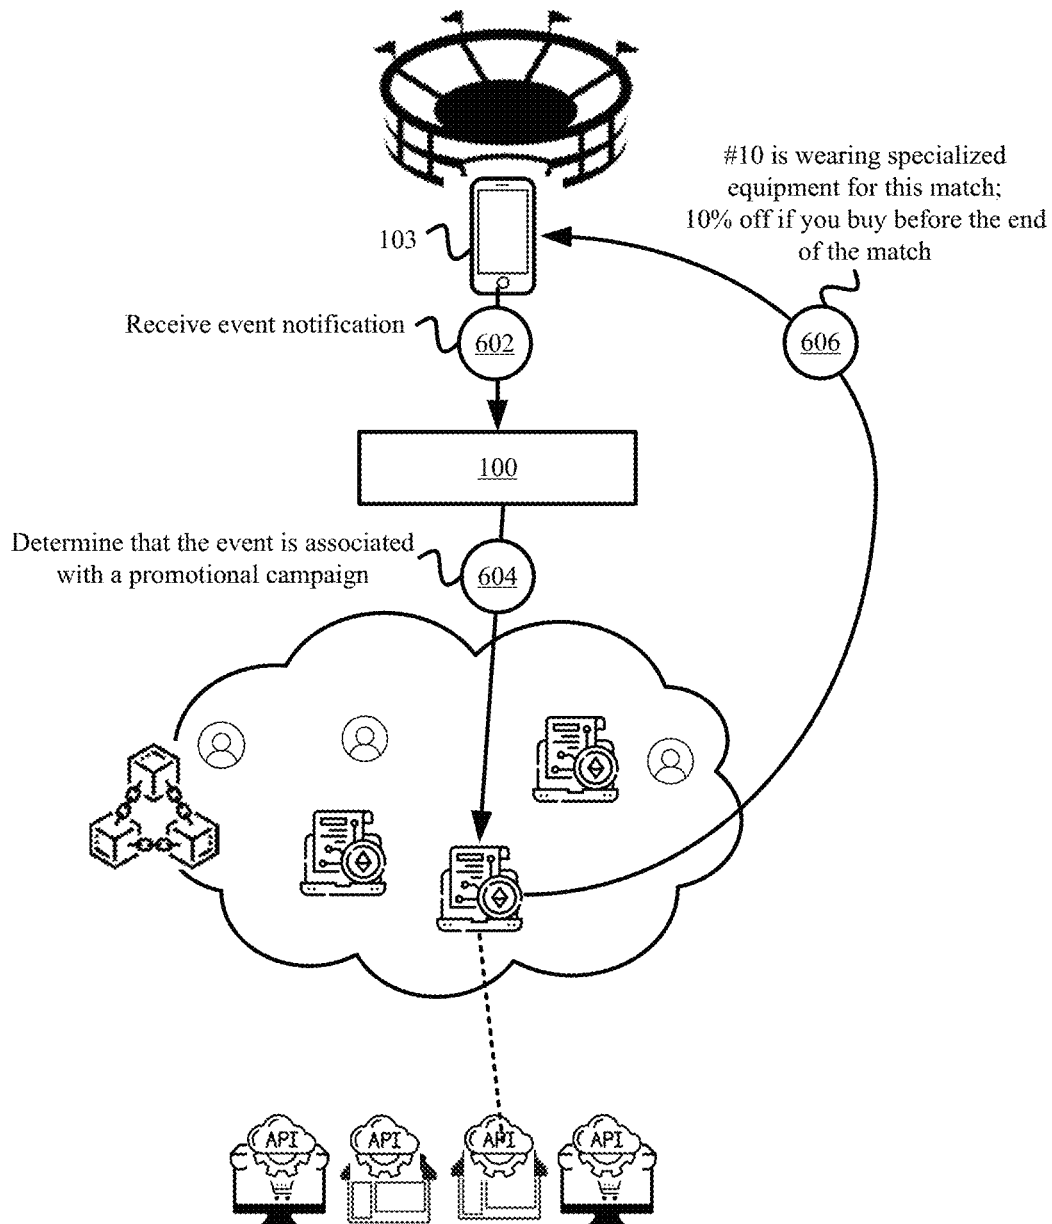 #10 is wearing specialized
equipment for this match;
10% off if you buy before the end
of the match
103
Receive event notification
602
606
100
Determine that the event is associated
with a promotional campaign
604
API
API
API
API